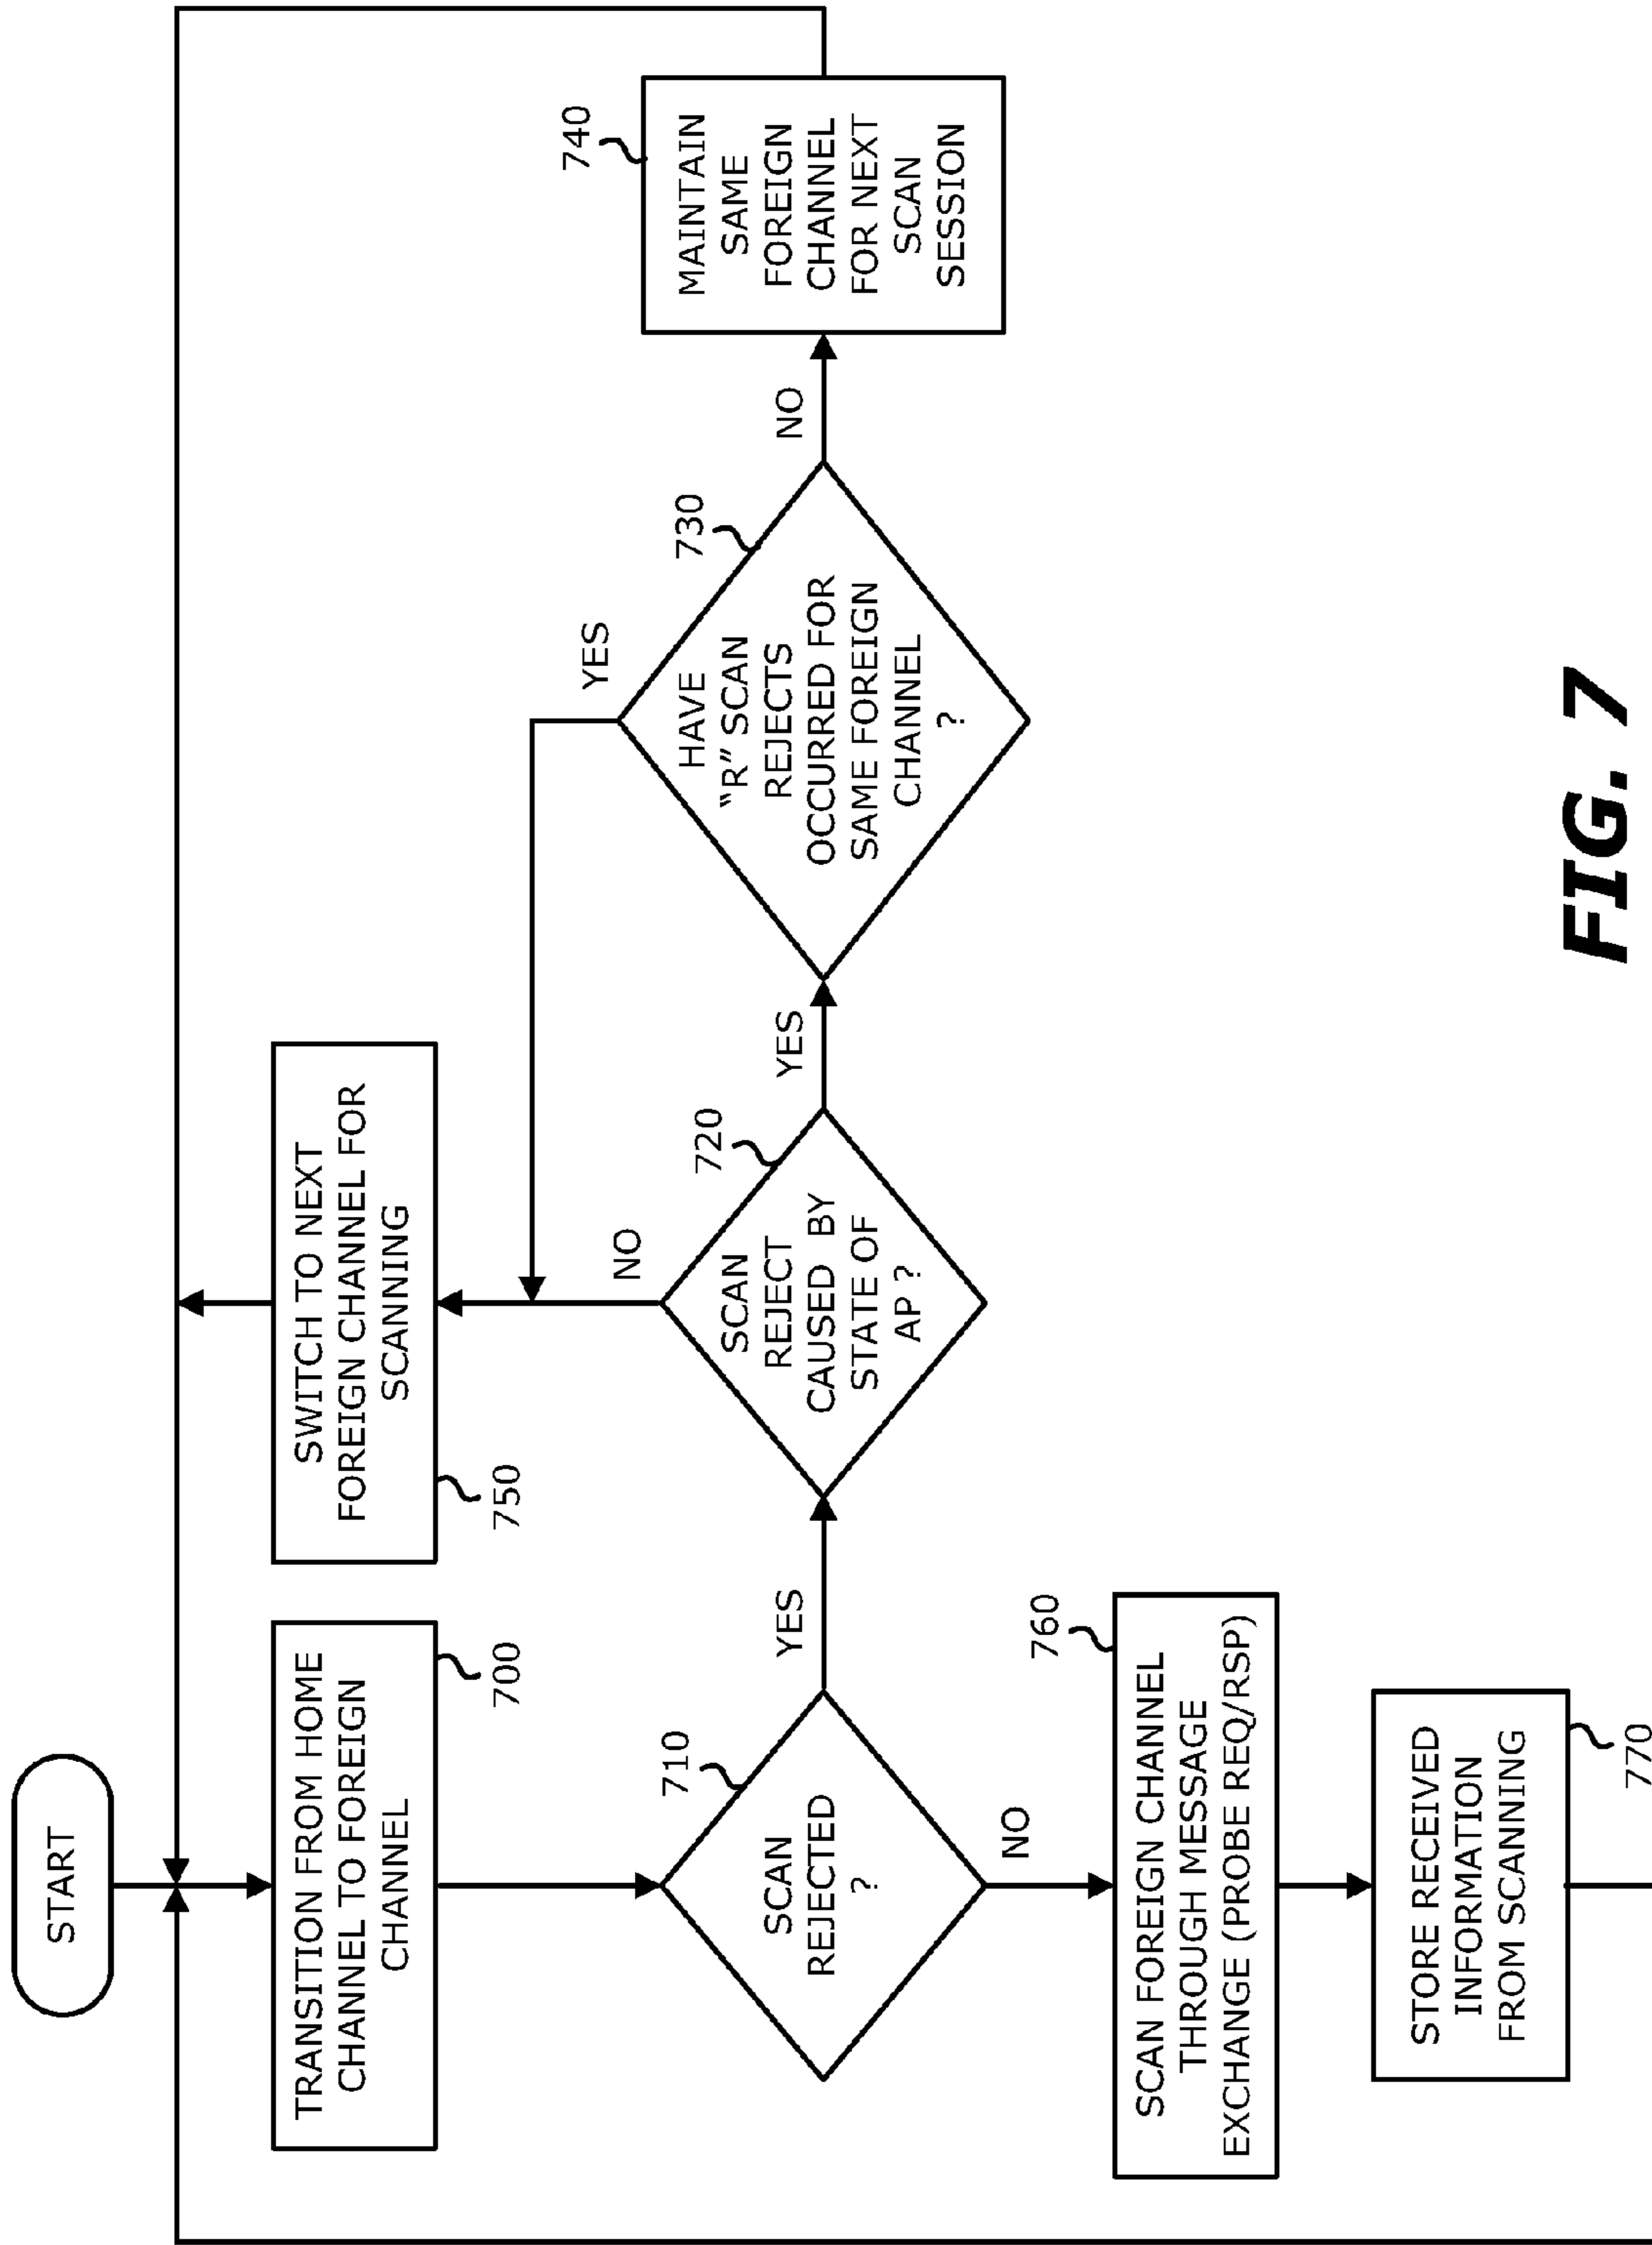 START
TRANSITION FROM HOME
CHANNEL TO FOREIGN
CHANNEL
700
SCAN
REJECTED
?
710
YES
NO
SCAN
REJECT
CAUSED BY
STATE OF
AP ?
720
YES
NO
HAVE
“R” SCAN
REJECTS
OCCURRED FOR
SAME FOREIGN
CHANNEL
?
730
YES
NO
MAINTAIN
SAME
FOREIGN
CHANNEL
FOR NEXT
SCAN
SESSION
740
SWITCH TO NEXT
FOREIGN CHANNEL FOR
SCANNING
750
SCAN FOREIGN CHANNEL
THROUGH MESSAGE
EXCHANGE (PROBE REQ/RSP)
760
STORE RECEIVED
INFORMATION
FROM SCANNING
770
FIG. 7